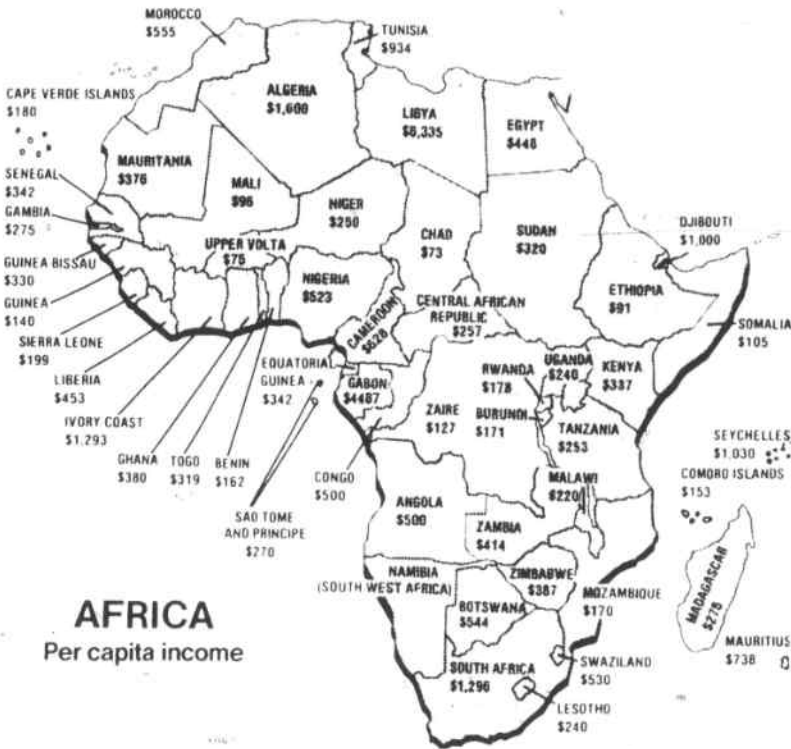 MOROCCO
$555
TUNISIA
$934
CAPE VERDE ISLANDS
$180
ALGERIA
$1,600
LIBYA
$8,335
EGYPT
$448
MAURITANIA
$376
MALI
$96
NIGER
$250
CHAD
$73
SUDAN
$320
DJIBOUTI
$1,000
SENEGAL
$342
GAMBIA
$275
UPPER VOLTA
$75
GUINEA BISSAU
$330
NIGERIA
$523
CENTRAL AFRICAN
REPUBLIC
$257
ETHIOPIA
$91
GUINEA
$140
CAMEROON
$628
SOMALIA
$105
SIERRA LEONE
$199
EQUATORIAL
GUINEA
$342
GABON
$4487
RWANDA
$178
UGANDA
$240
KENYA
$337
LIBERIA
$453
ZAIRE
$127
BURUNDI
$171
TANZANIA
$253
IVORY COAST
$1,293
SEYCHELLES
$1,030
GHANA
$380
TOGO
$319
BENIN
$162
CONGO
$500
MALAWI
$220
COMORO ISLANDS
$153
SAO TOME
AND PRINCIPE
$270
ANGOLA
$500
ZAMBIA
$414
NAMIBIA
(SOUTH WEST AFRICA)
ZIMBABWE
$387
MOZAMBIQUE
$170
MADAGASCAR
$278
AFRICA
Per capita income
BOTSWANA
$544
MAURITIUS
$738
SOUTH AFRICA
$1,296
SWAZILAND
$530
LESOTHO
$240